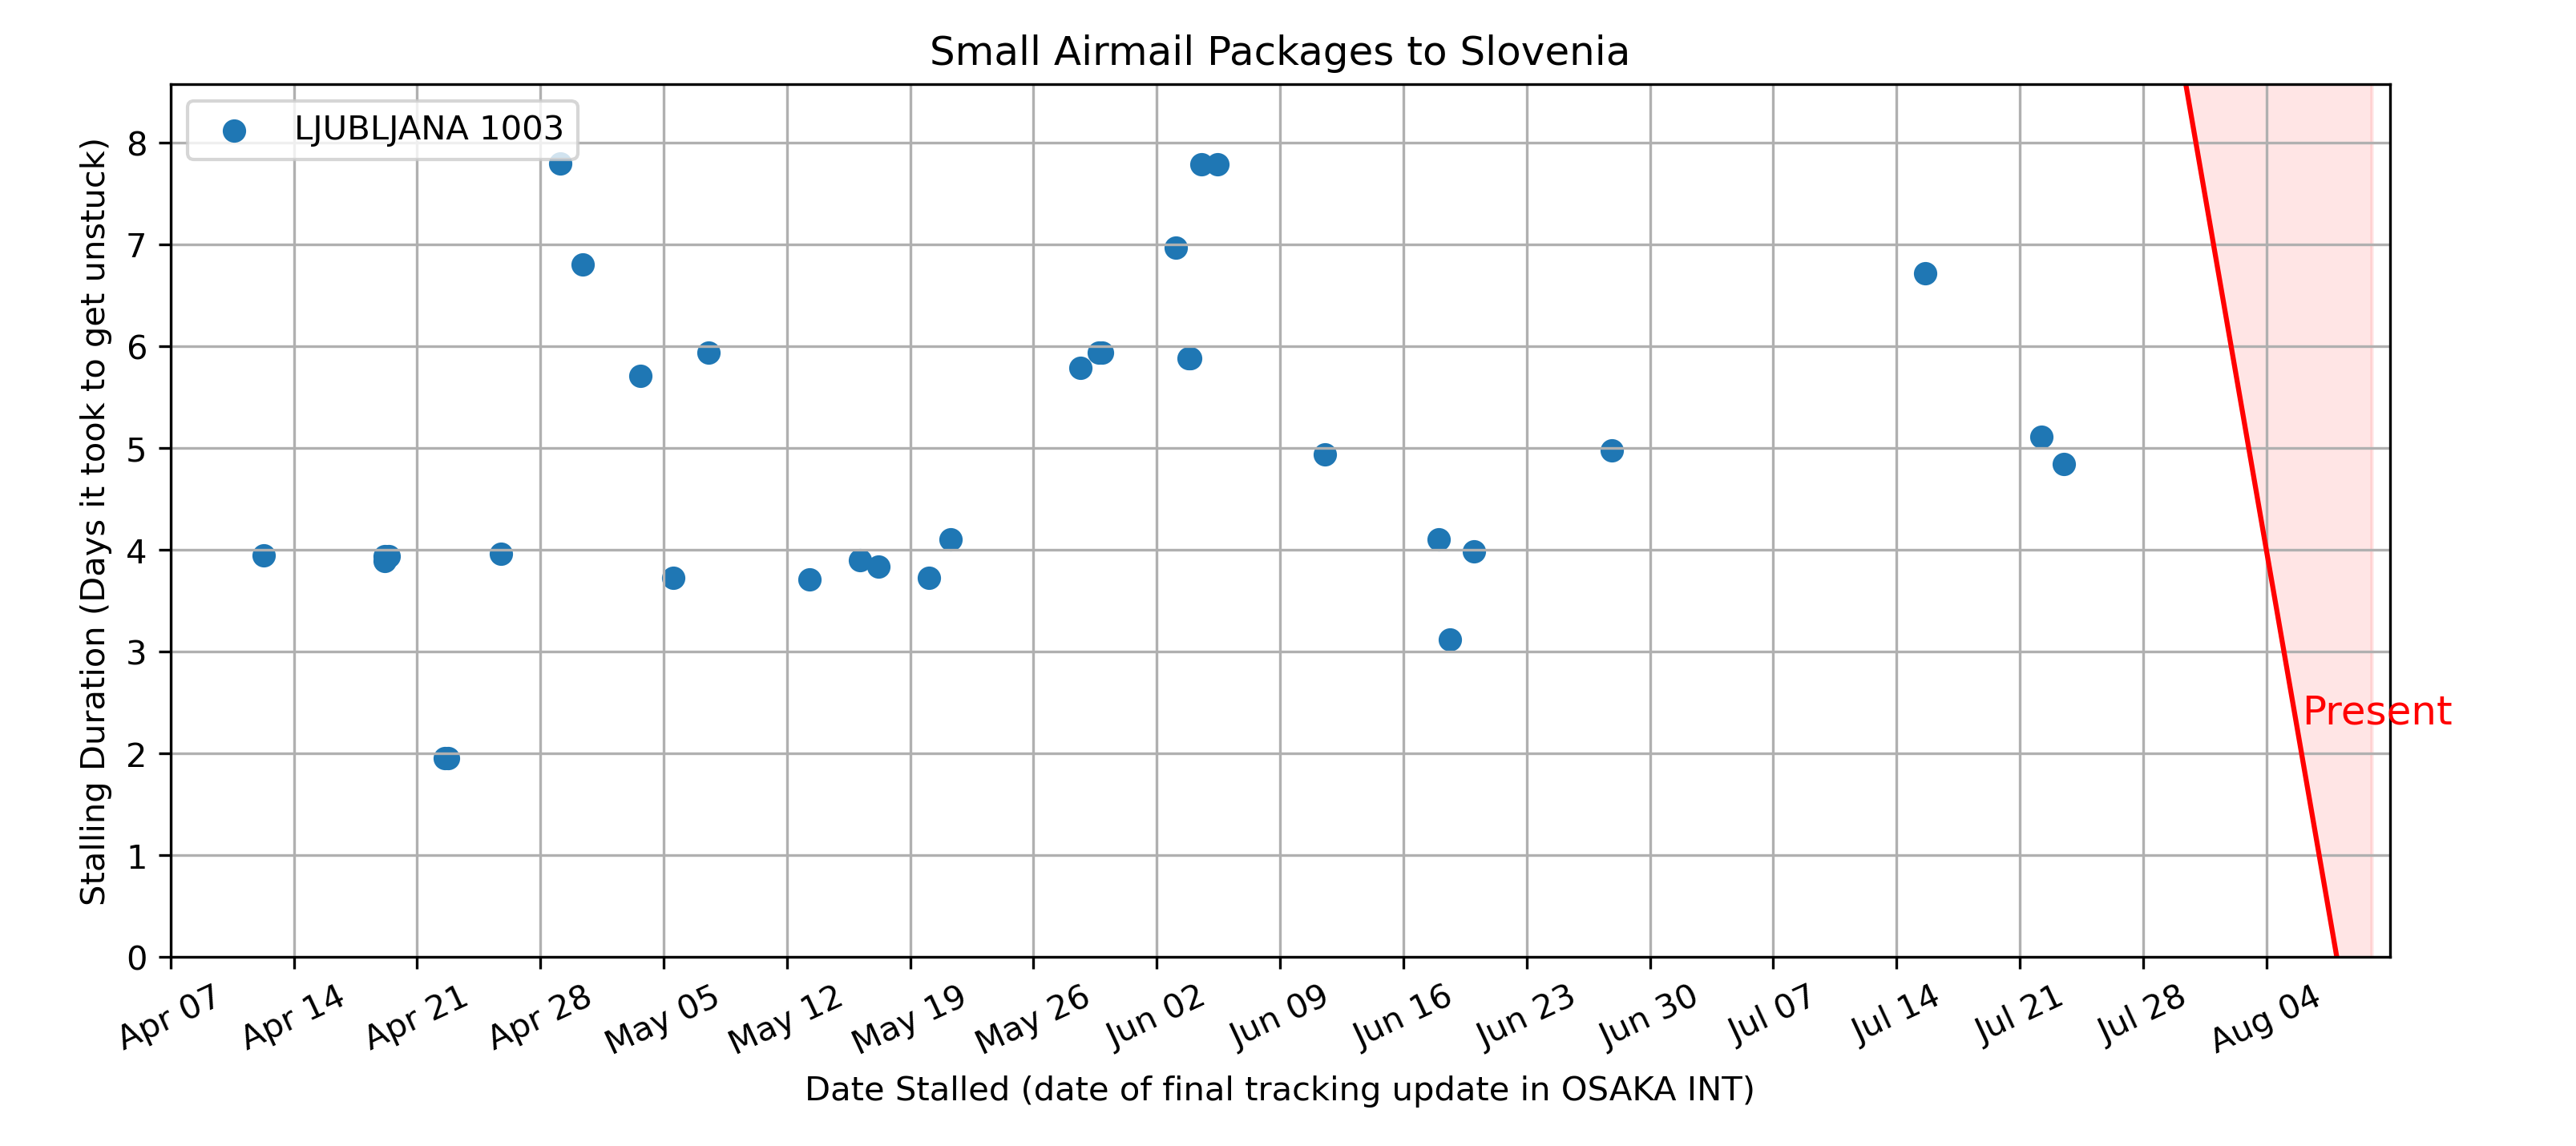 Small Airmail Packages to Slovenia
LJUBLJANA 1003
Stalling Duration (Days it took to get unstuck)
8
7
6
5
4
3
2
1
0
Present
Apr 07 Apr 14 Apr 21 Apr 28 May 05 May 12 May 19 May 26 Jun 02 Jun 09 Jun 16 Jun 23 Jun 30 Jul 07 Jul 14 Jul 21 Jul 28 Aug 04
Date Stalled (date of final tracking update in OSAKA INT)